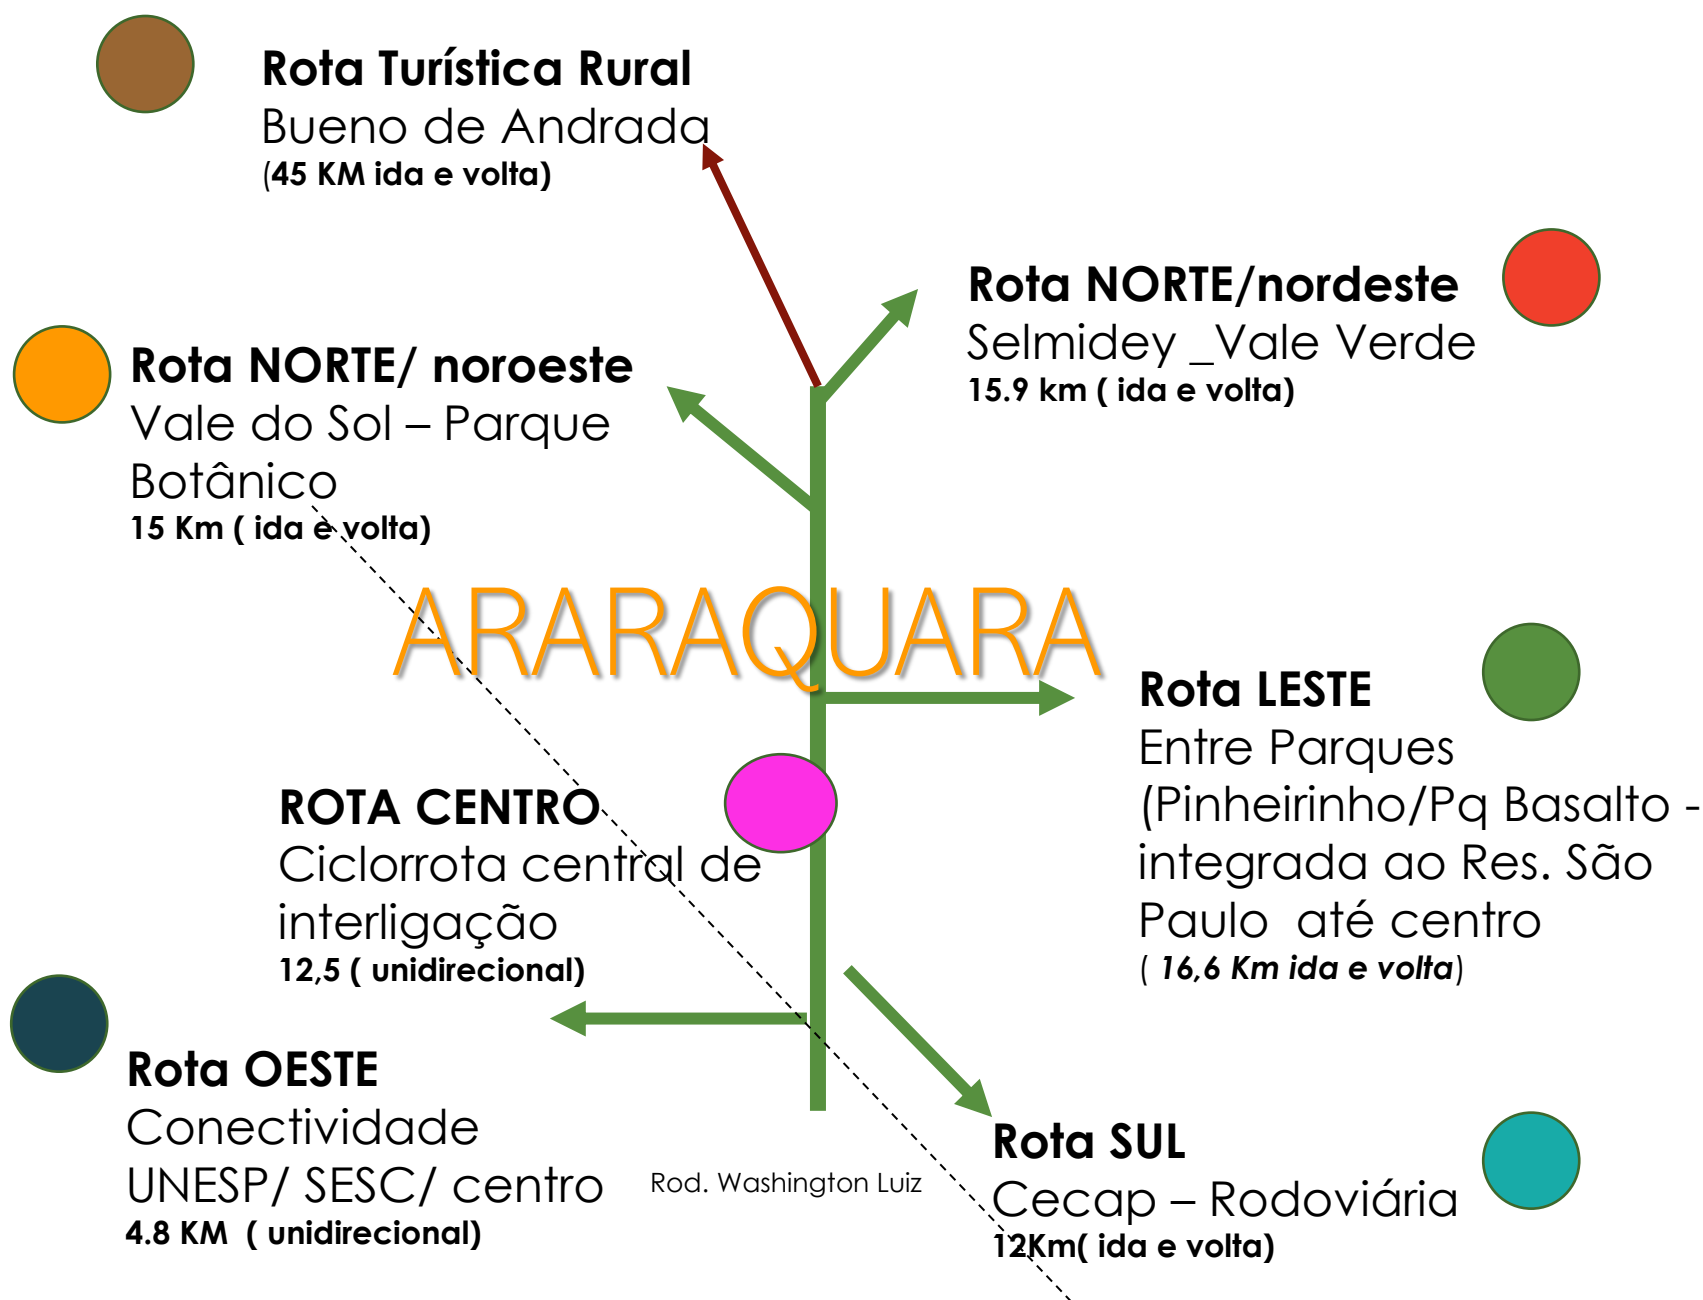 Rota Turística Rural
Bueno de Andrada
(45 KM ida e volta)
Rota NORTE/nordeste
Selmidey _Vale Verde
15.9 km ( ida e volta)
Rota NORTE/ noroeste
Vale do Sol – Parque
Botânico
15 Km ( ida e volta)
ARARAQUARA
Rota LESTE
Entre Parques
(Pinheirinho/Pq Basalto -
integrada ao Res. São
Paulo até centro
( 16,6 Km ida e volta)
ROTA CENTRO
Ciclorrota central de
interligação
12,5 ( unidirecional)
Rota OESTE
Conectividade
UNESP/ SESC/ centro
4.8 KM ( unidirecional)
Rod. Washington Luiz
Rota SUL
Cecap – Rodoviária
12Km( ida e volta)